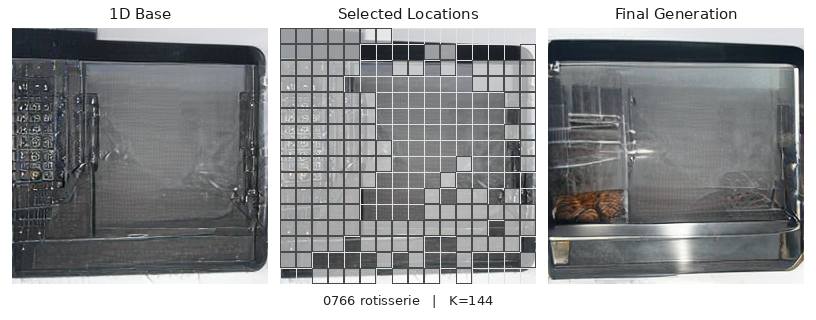 1D Base
Selected Locations
Final Generation
0766 rotisserie | K=144